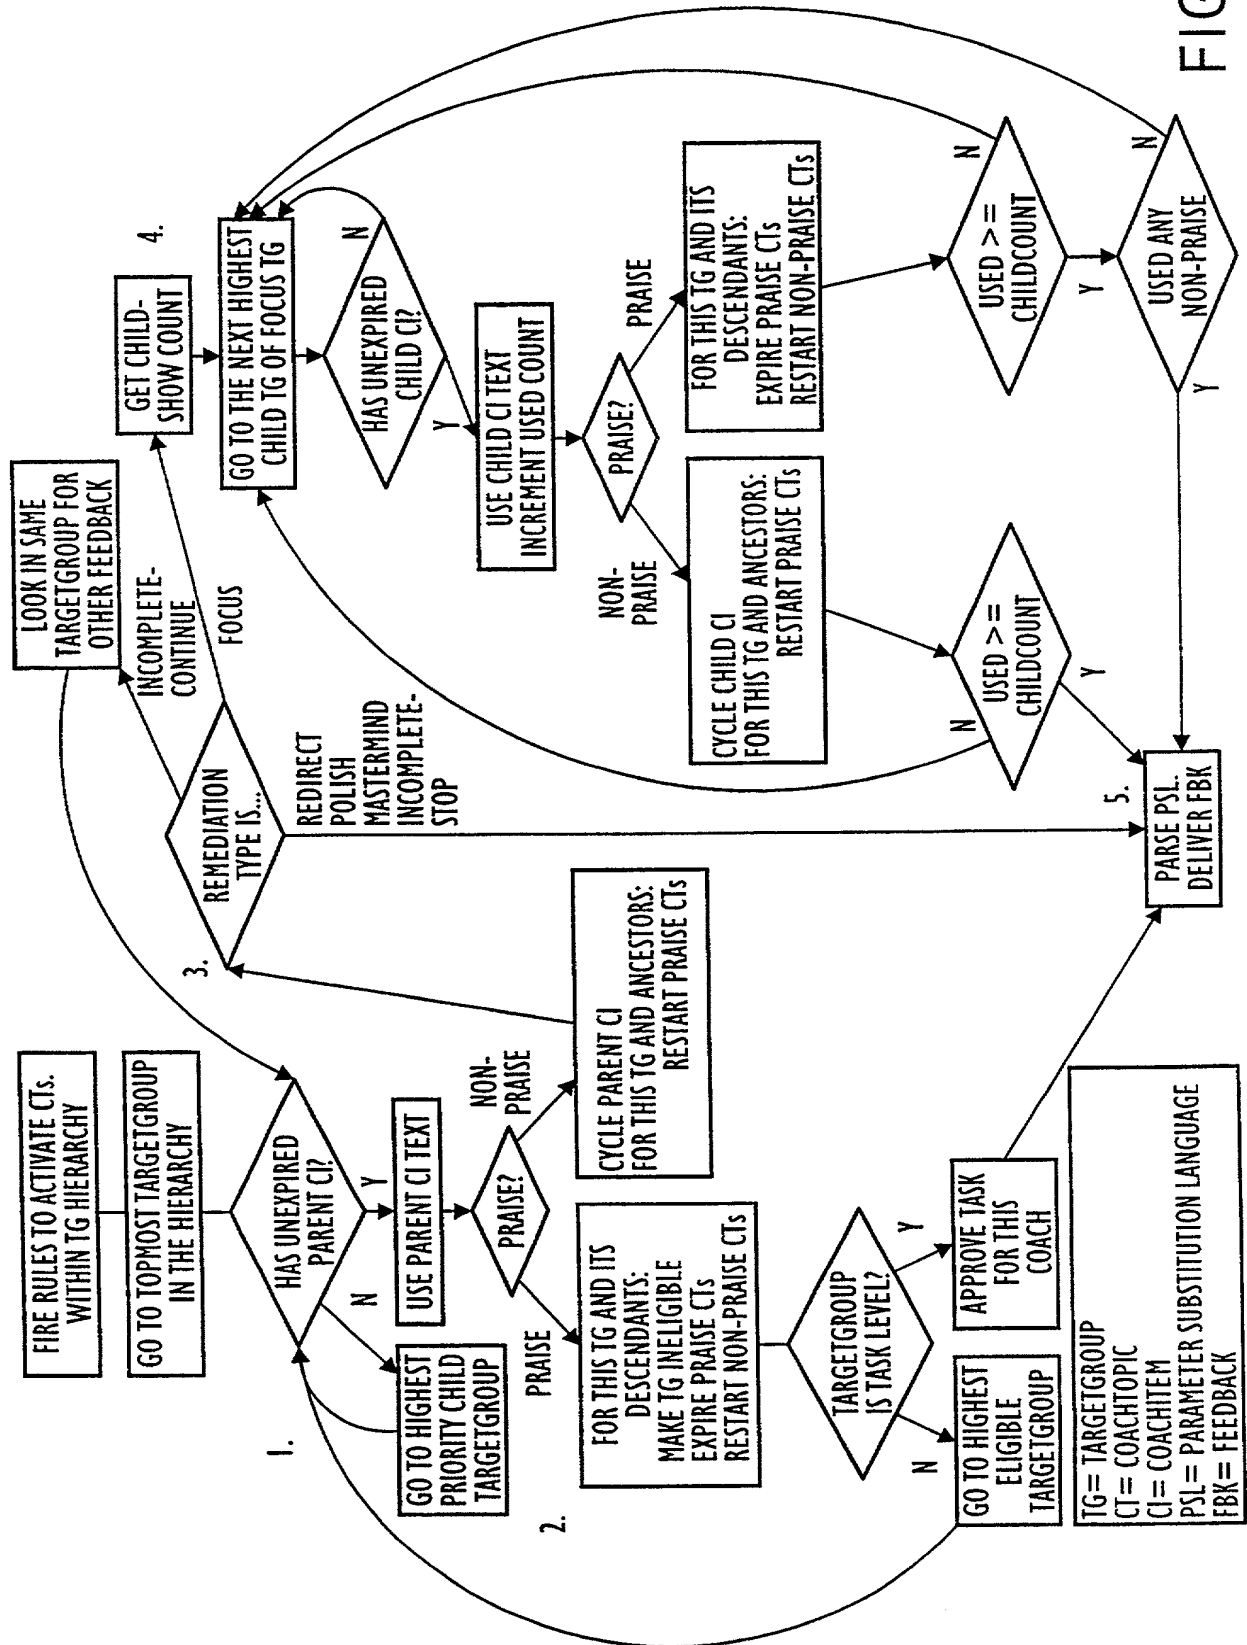 FIRE RULES TO ACTIVATE CTs.
WITHIN TG HIERARCHY
GO TO TOPMOST TARGETGROUP
IN THE HIERARCHY
1.
HAS UNEXPIRED
PARENT CI?
N
Y
GO TO HIGHEST
PRIORITY CHILD
TARGETGROUP
USE PARENT CI TEXT
2.
PRAISE?
PRAISE
NON-
PRAISE
FOR THIS TG AND ITS
DESCENDANTS:
MAKE TG INELIGIBLE
EXPIRE PRAISE CTs
RESTART NON-PRAISE CTs
CYCLE PARENT CI
FOR THIS TG AND ANCESTORS:
RESTART PRAISE CTs
TARGETGROUP
IS TASK LEVEL?
N
Y
GO TO HIGHEST
ELIGIBLE
TARGETGROUP
APPROVE TASK
FOR THIS
COACH
TG= TARGETGROUP
CT= COACHTOPIC
CI= COACHITEM
PSL= PARAMETER SUBSTITUTION LANGUAGE
FBK= FEEDBACK
3.
REMEDIATION
TYPE IS...
LOOK IN SAME
TARGETGROUP FOR
OTHER FEEDBACK
INCOMPLETE-
CONTINUE
FOCUS
REDIRECT
POLISH
MASTERMIND
INCOMPLETE-
STOP
4.
GET CHILD-
SHOW COUNT
GO TO THE NEXT HIGHEST
CHILD TG OF FOCUS TG
HAS UNEXPIRED
CHILD CI?
N
Y
USE CHILD CI TEXT
INCREMENT USED COUNT
PRAISE?
NON-
PRAISE
PRAISE
CYCLE CHILD CI
FOR THIS TG AND ANCESTORS:
RESTART PRAISE CTs
FOR THIS TG AND ITS
DESCENDANTS:
EXPIRE PRAISE CTs
RESTART NON-PRAISE CTs
USED >=
CHILDCOUNT
N
Y
USED >=
CHILDCOUNT
N
Y
USED ANY
NON-PRAISE
N
Y
5.
PARSE PSL.
DELIVER FBK